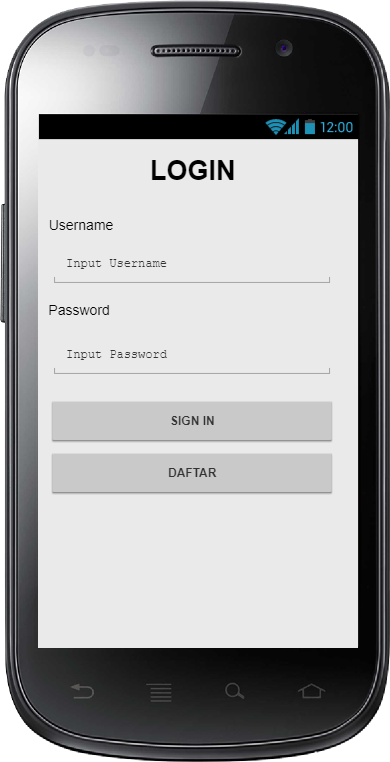 12:00
LOGIN
Username
Input Username
Password
Input Password
SIGN IN
DAFTAR